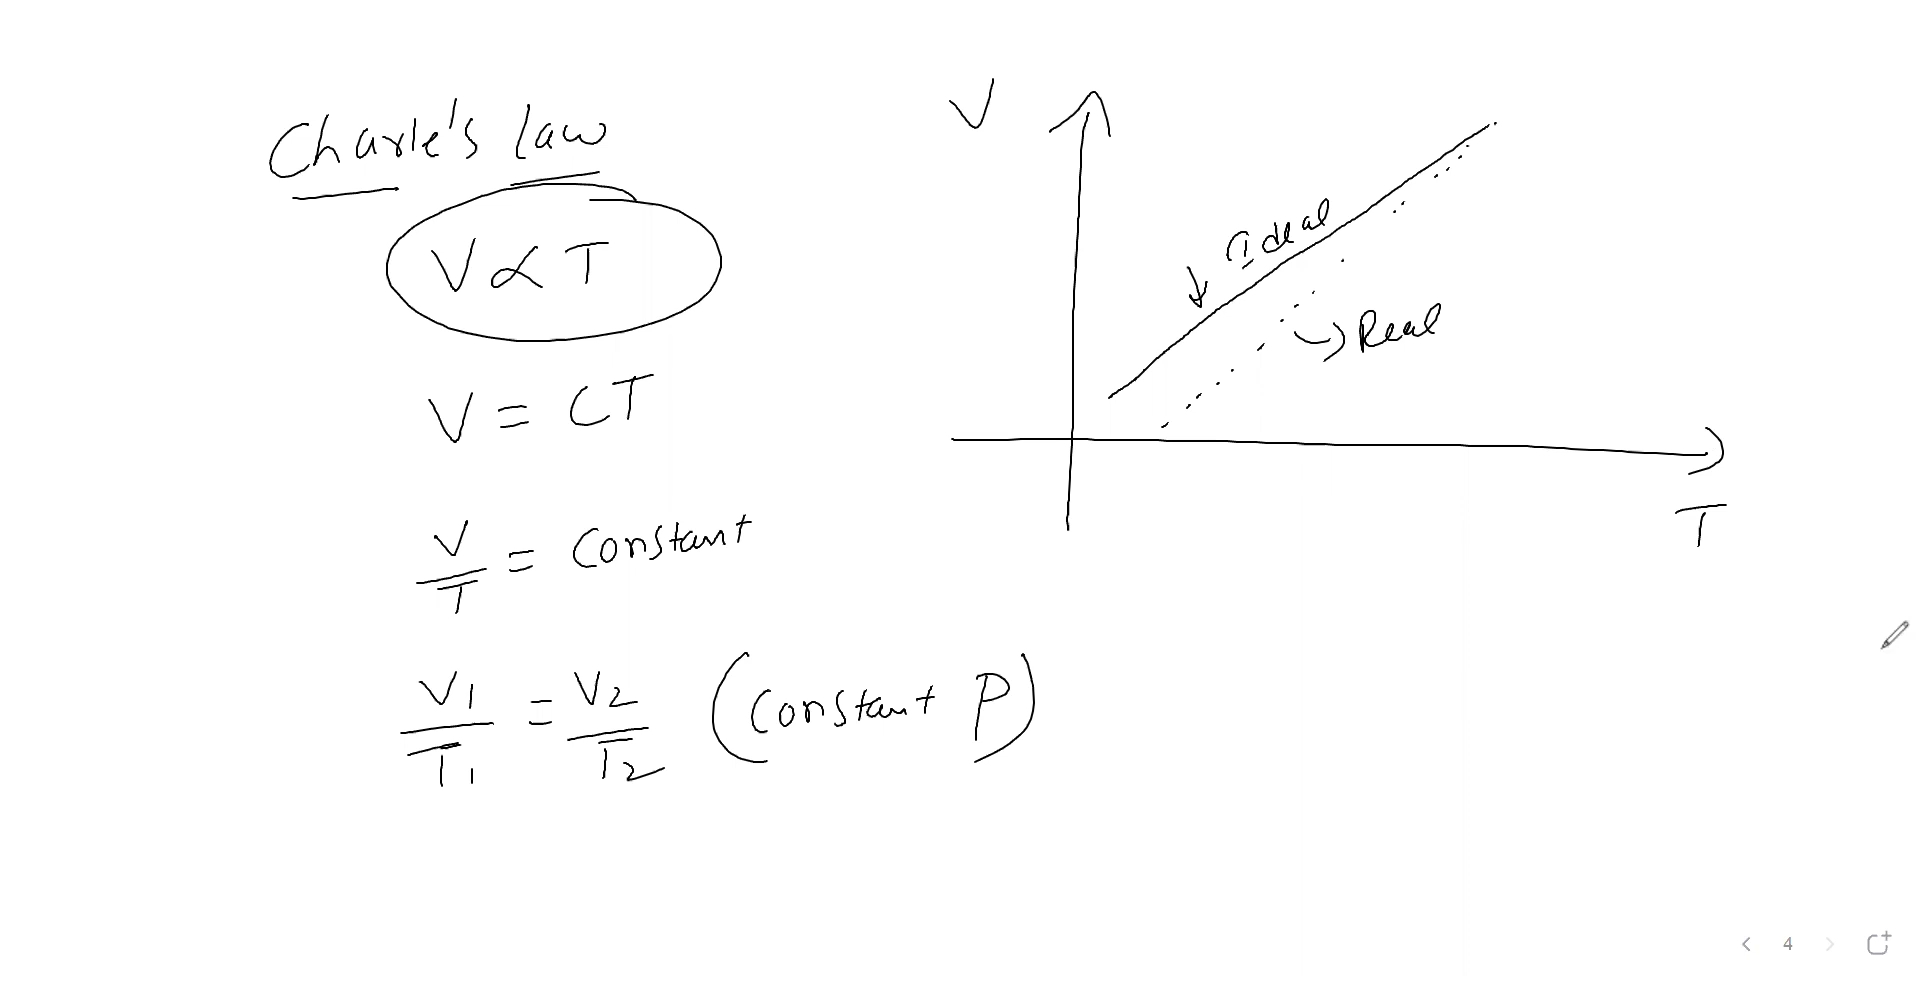 Charle's law
V ∝ T
V = CT
V/T = Constant
V1/T1 = V2/T2 (Constant P)
V
Ideal
Real
T
4